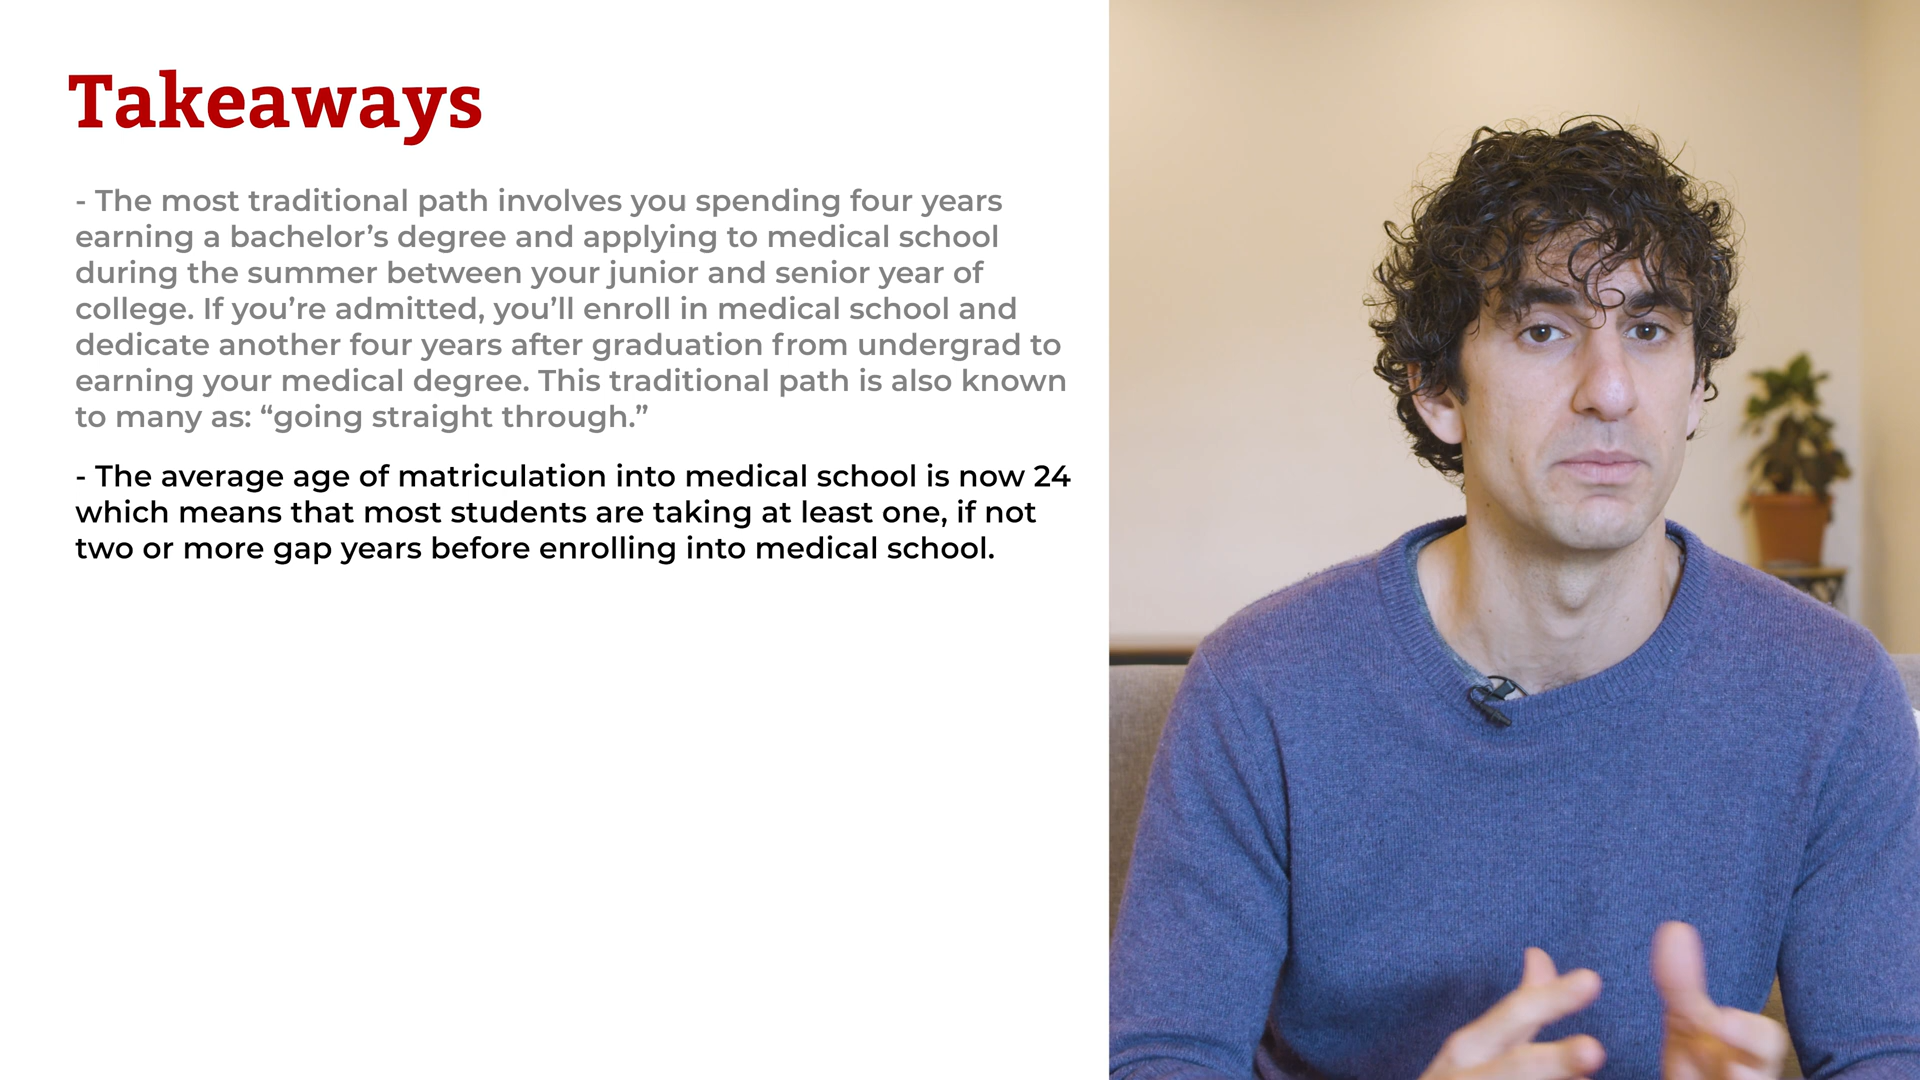 Takeaways
- The most traditional path involves you spending four years
earning a bachelor’s degree and applying to medical school
during the summer between your junior and senior year of
college. If you’re admitted, you’ll enroll in medical school and
dedicate another four years after graduation from undergrad to
earning your medical degree. This traditional path is also known
to many as: “going straight through.”
- The average age of matriculation into medical school is now 24
which means that most students are taking at least one, if not
two or more gap years before enrolling into medical school.